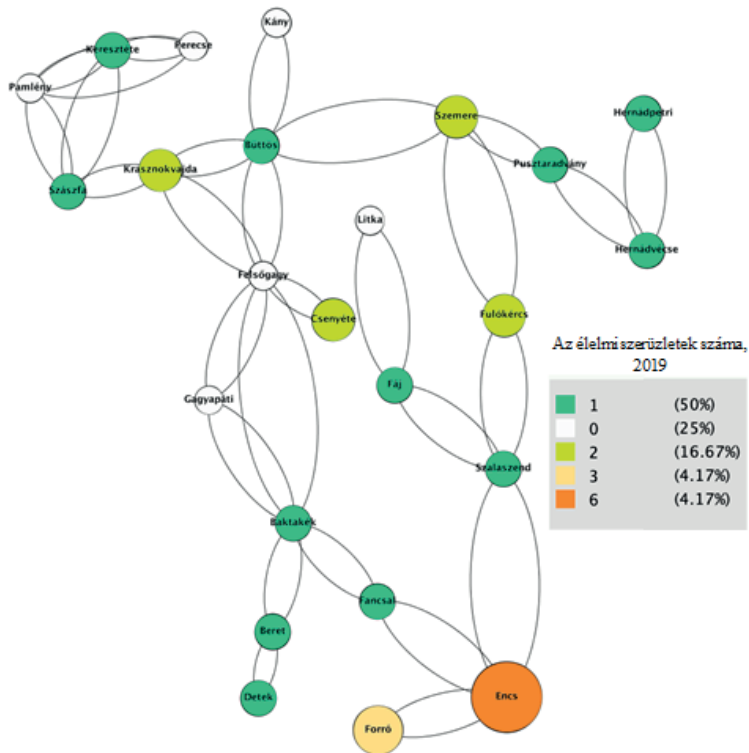 Kány
Keresztete
Perecse
Pamlény
Szemere
Hernádpetri
Büttös
Krasznokvajda
Pusztaradvány
Szászfa
Litka
Hernádvécse
Felsőgagy
Csenyéte
Fulókércs
Az élelmiszerüzletek száma,
2019
Fáj
Gagyapáti
1 (50%)
0 (25%)
2 (16.67%)
3 (4.17%)
6 (4.17%)
Szalaszend
Baktakék
Fancsal
Beret
Detek
Encs
Forró